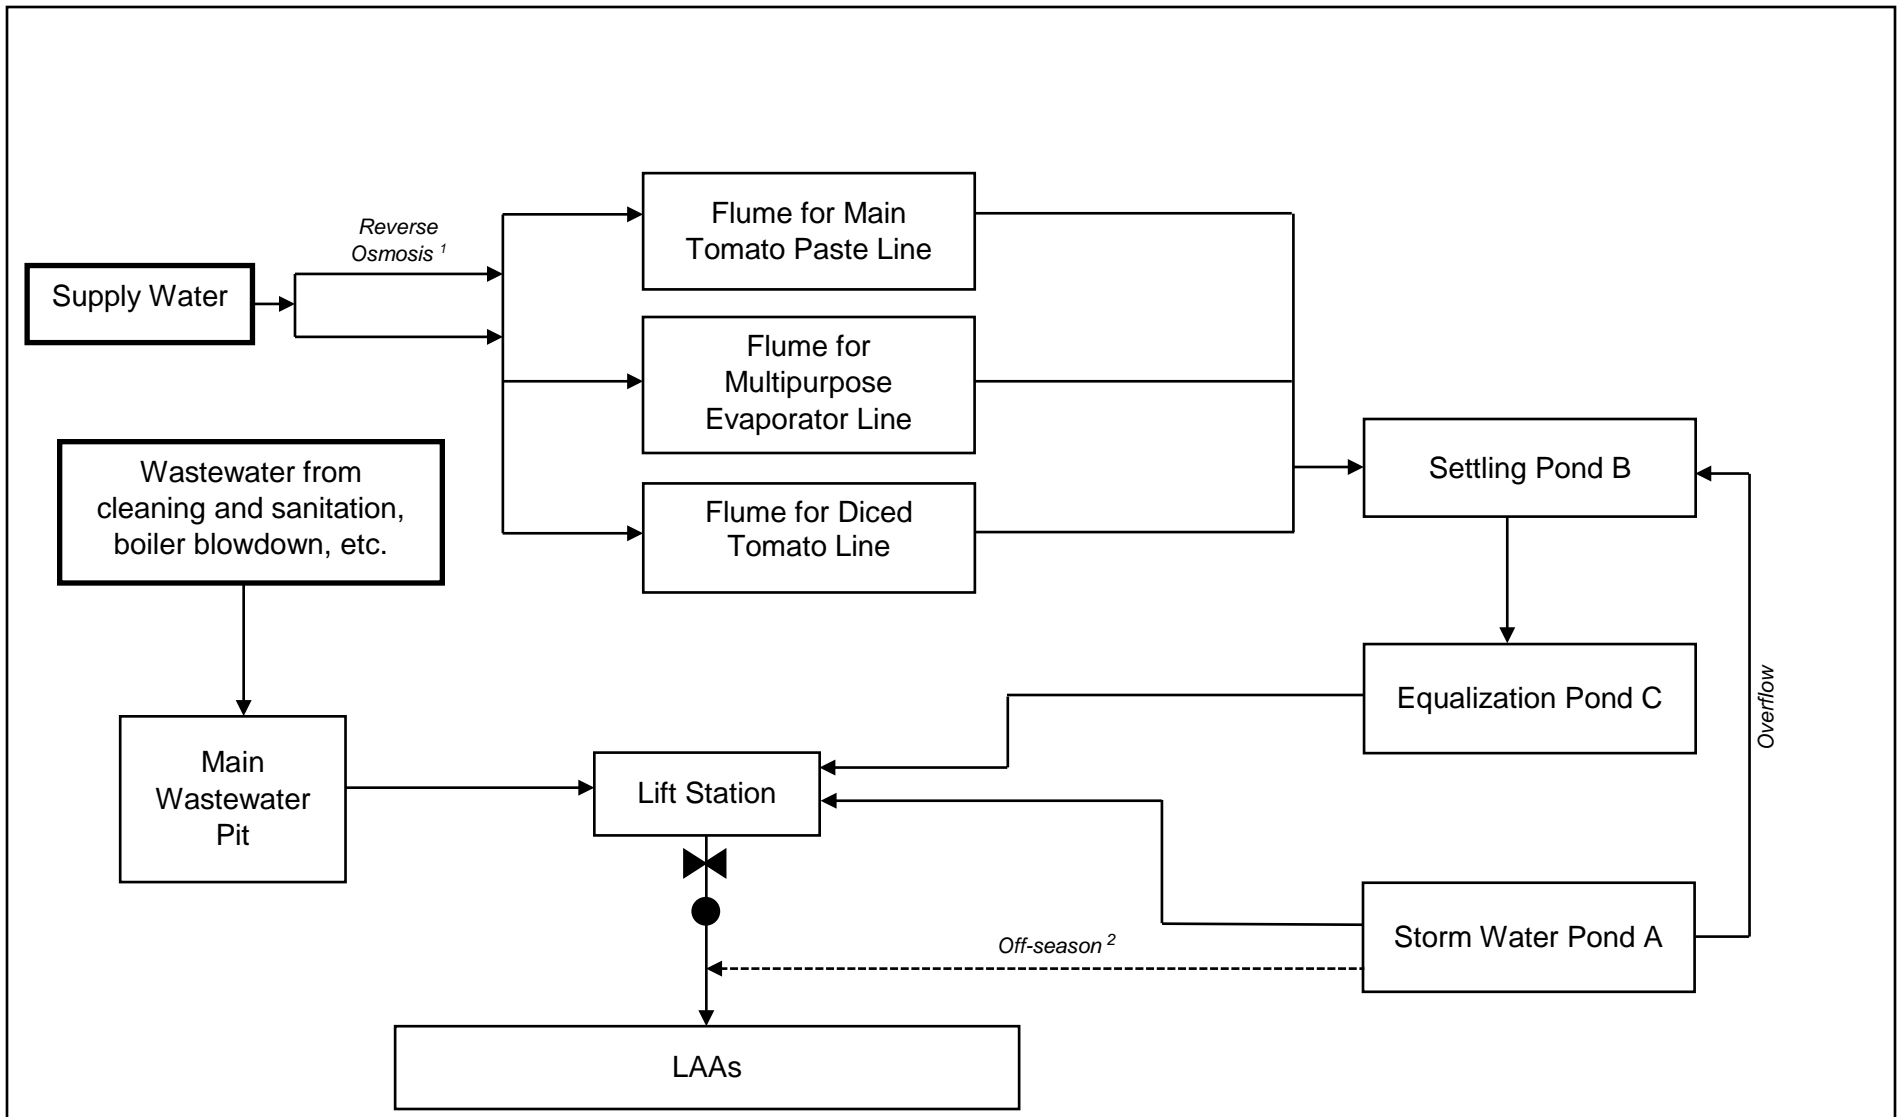 Reverse
Osmosis ¹
Supply Water
Flume for Main
Tomato Paste Line
Flume for
Multipurpose
Evaporator Line
Flume for Diced
Tomato Line
Settling Pond B
Wastewater from
cleaning and sanitation,
boiler blowdown, etc.
Equalization Pond C
Overflow
Main
Wastewater
Pit
Lift Station
Storm Water Pond A
Off-season ²
LAAs